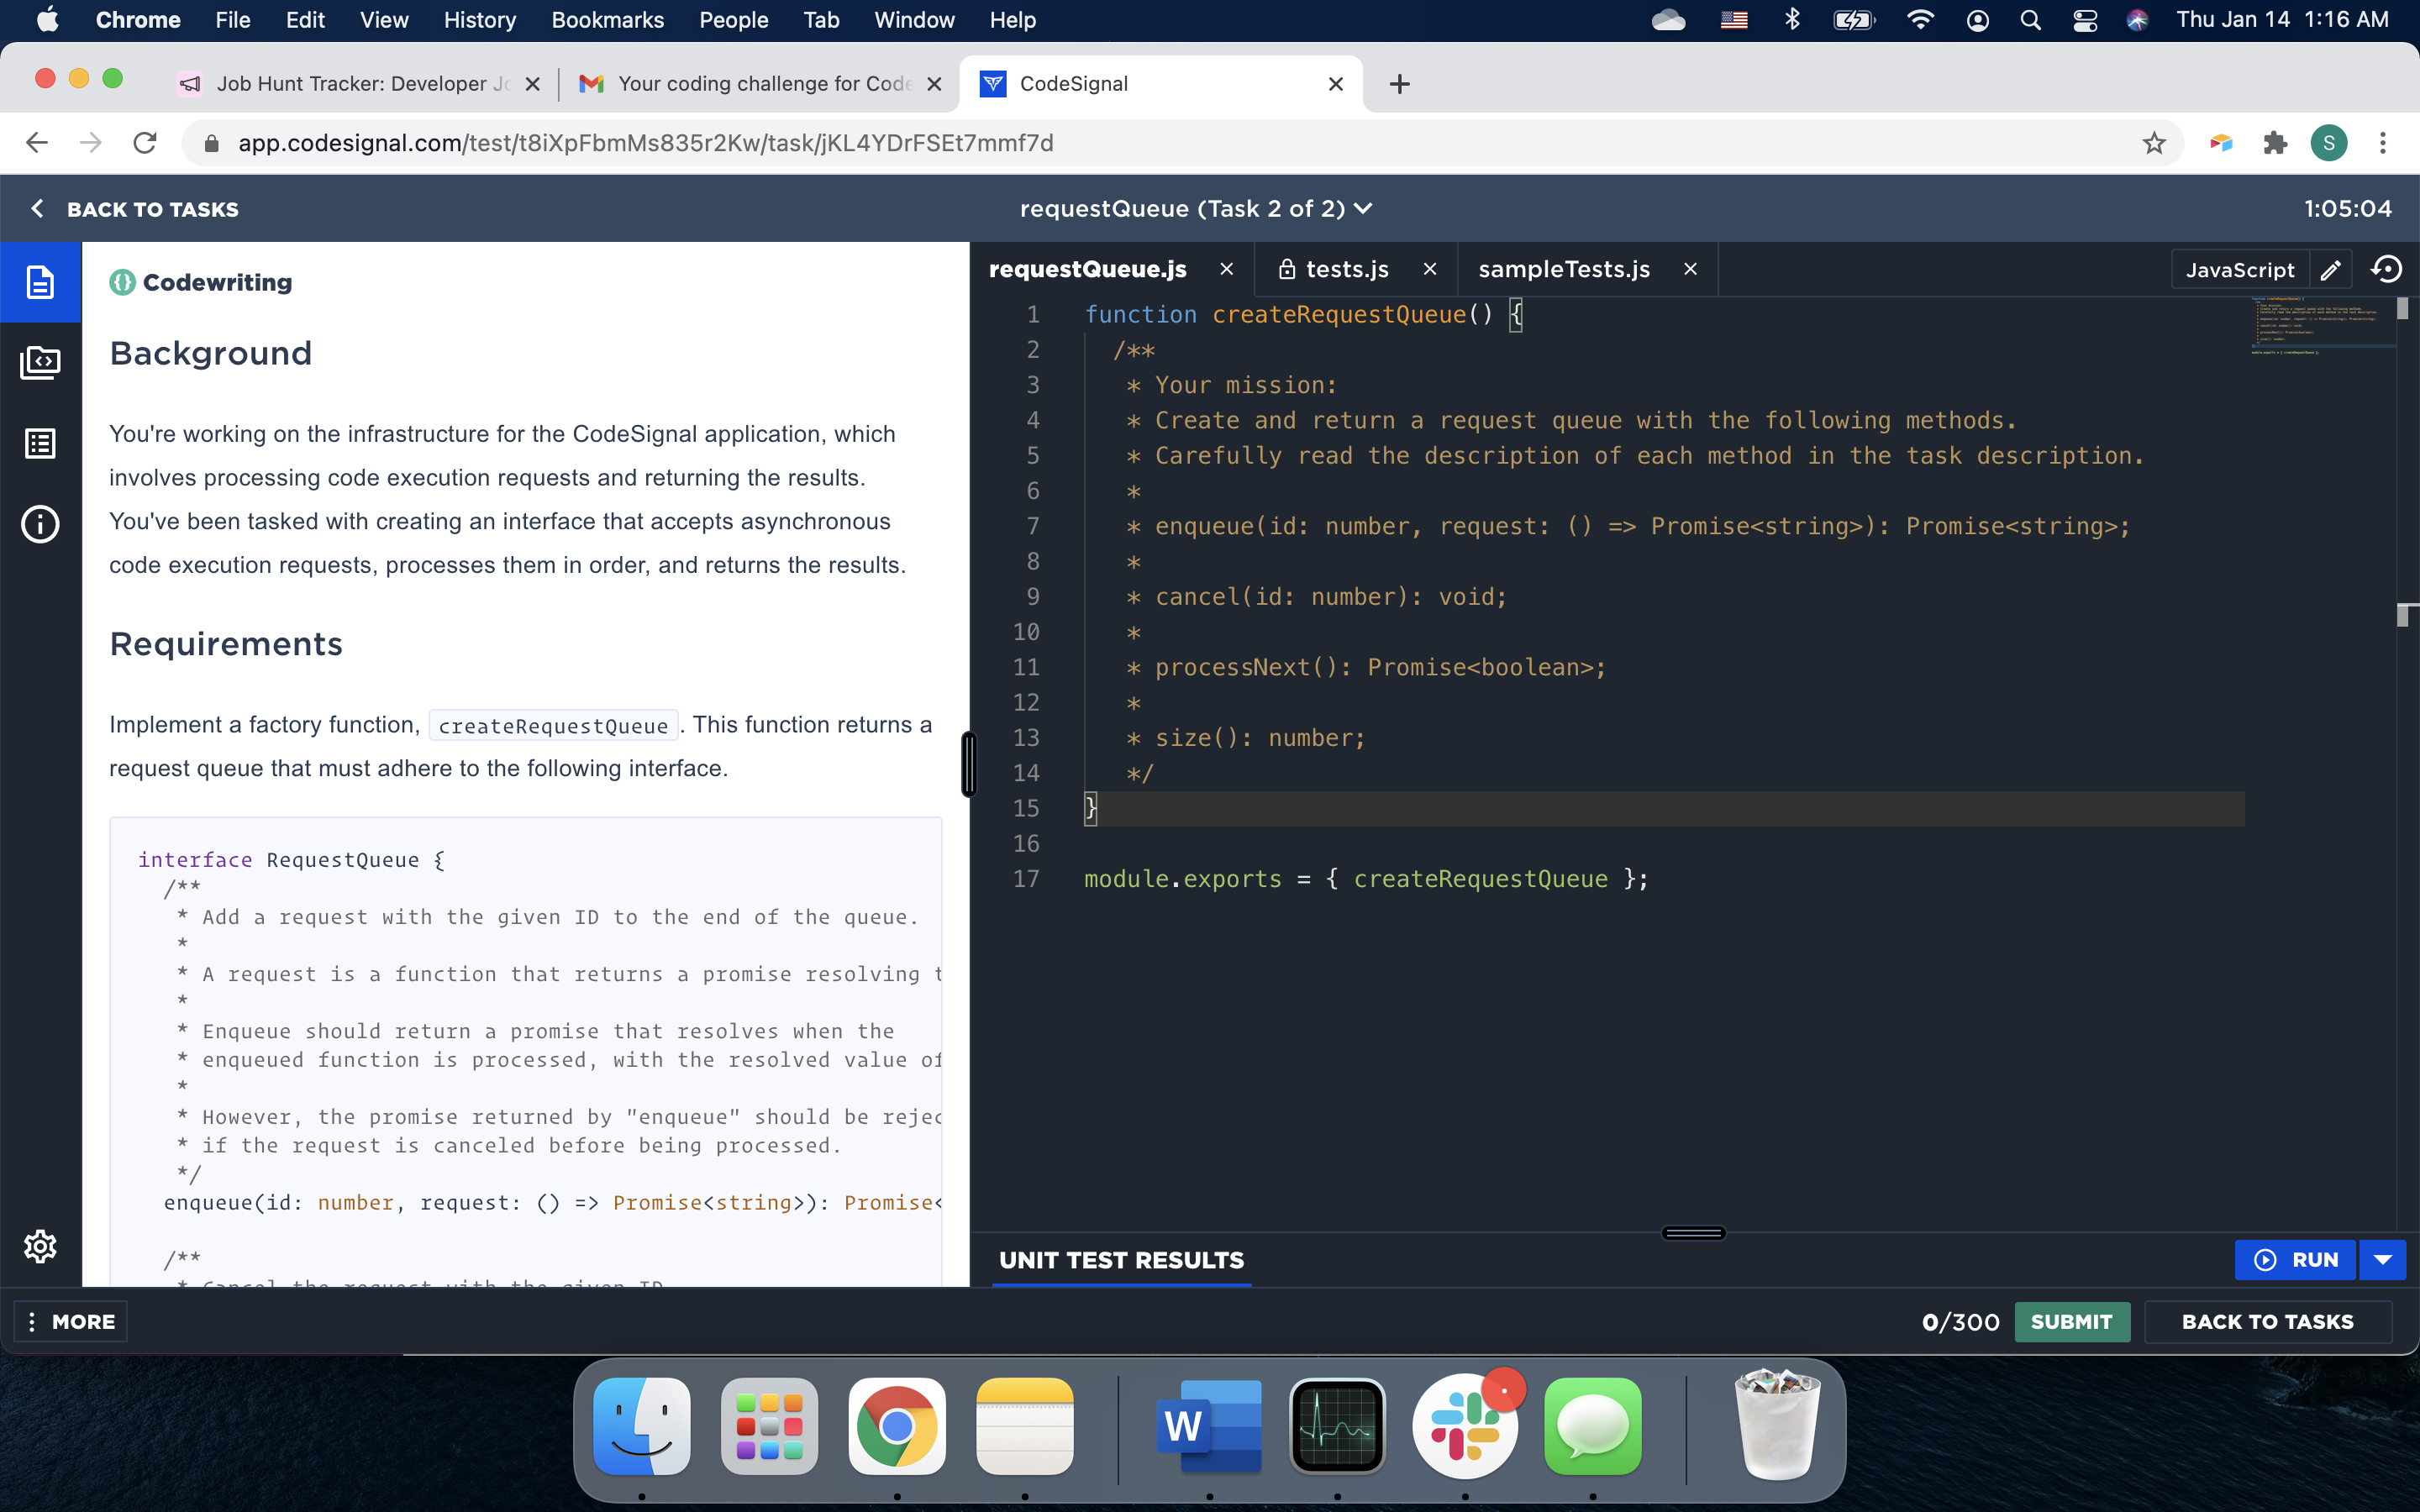 Chrome File Edit View History Bookmarks People Tab Window Help Thu Jan 14 1:16 AM
Job Hunt Tracker: Developer Jo
Your coding challenge for Code
CodeSignal
app.codesignal.com/test/t8iXpFbmMs835r2Kw/task/jKL4YDrFSEt7mmf7d
S
BACK TO TASKS
requestQueue (Task 2 of 2)
1:05:04
Codewriting
Background
You're working on the infrastructure for the CodeSignal application, which
involves processing code execution requests and returning the results.
You've been tasked with creating an interface that accepts asynchronous
code execution requests, processes them in order, and returns the results.
Requirements
Implement a factory function, createRequestQueue. This function returns a
request queue that must adhere to the following interface.
interface RequestQueue {
/**
* Add a request with the given ID to the end of the queue.
*
* A request is a function that returns a promise resolving t
*
* Enqueue should return a promise that resolves when the
* enqueued function is processed, with the resolved value of
*
* However, the promise returned by "enqueue" should be rejec
* if the request is canceled before being processed.
*/
enqueue(id: number, request: () => Promise<string>): Promise<
/**
* Cancel the request with the given ID
requestQueue.js
tests.js
sampleTests.js
JavaScript
1 function createRequestQueue() {
2 /**
3 * Your mission:
4 * Create and return a request queue with the following methods.
5 * Carefully read the description of each method in the task description.
6 *
7 * enqueue(id: number, request: () => Promise<string>): Promise<string>;
8 *
9 * cancel(id: number): void;
10 *
11 * processNext(): Promise<boolean>;
12 *
13 * size(): number;
14 */
15 }
16
17 module.exports = { createRequestQueue };
UNIT TEST RESULTS
RUN
MORE
0/300
SUBMIT
BACK TO TASKS
W